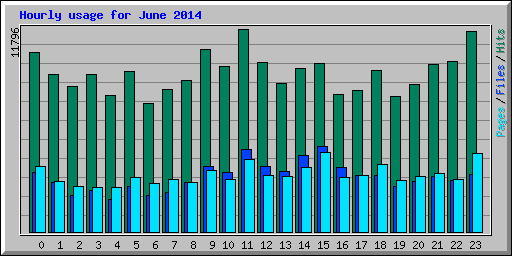 Hourly usage for June 2014
11796
Pages/Files/Hits
0 1 2 3 4 5 6 7 8 9 10 11 12 13 14 15 16 17 18 19 20 21 22 23